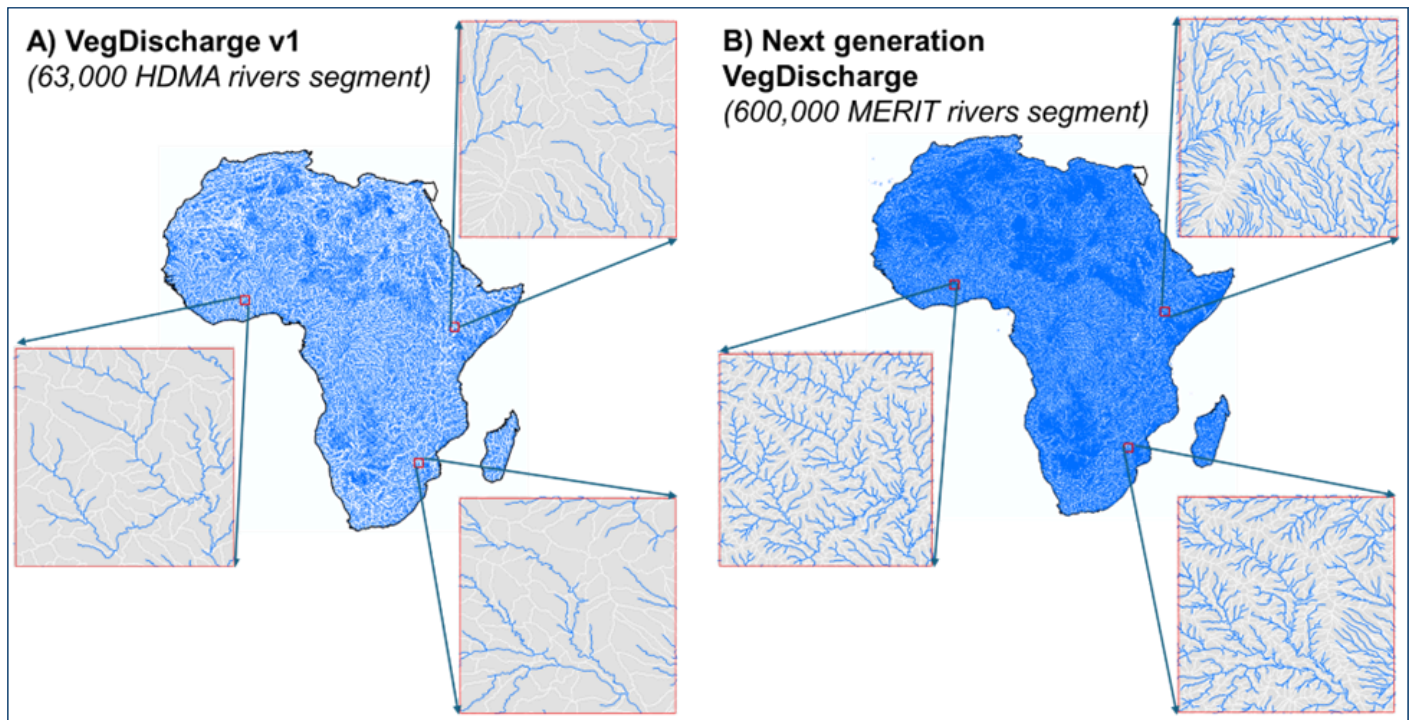 A) VegDischarge v1
(63,000 HDMA rivers segment)
B) Next generation
VegDischarge
(600,000 MERIT rivers segment)